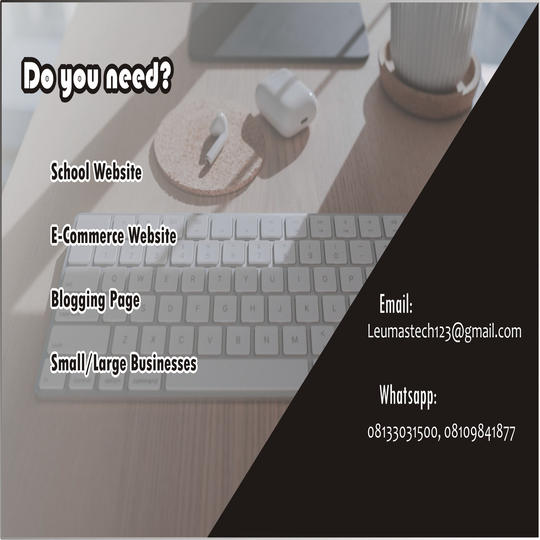 Do you need?
School Website
E-Commerce Website
Blogging Page
Small/Large Businesses
Email:
Leumastech123@gmail.com
Whatsapp:
08133031500, 08109841877